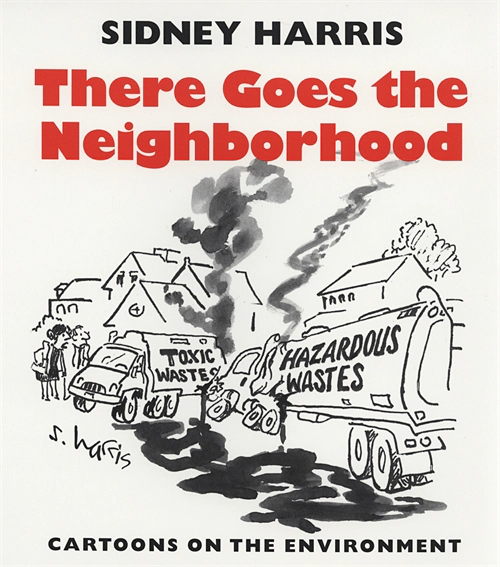 SIDNEY HARRIS
There Goes the
Neighborhood
TOXIC
WASTES
HAZARDOUS
WASTES
s. harris
CARTOONS ON THE ENVIRONMENT